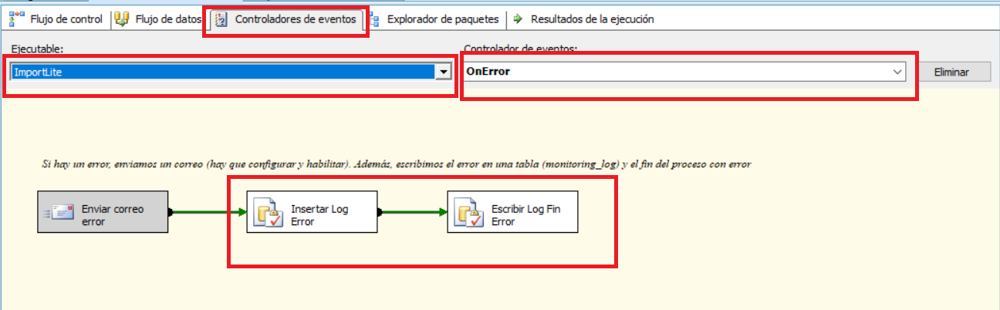 Flujo de control
Flujo de datos
Controladores de eventos
Explorador de paquetes
Resultados de la ejecución
Ejecutable:
Controlador de eventos:
ImportLite
OnError
Eliminar
Si hay un error, enviamos un correo (hay que configurar y habilitar). Además, escribimos el error en una tabla (monitoring_log) y el fin del proceso con error
Enviar correo
error
Insertar Log
Error
Escribir Log Fin
Error